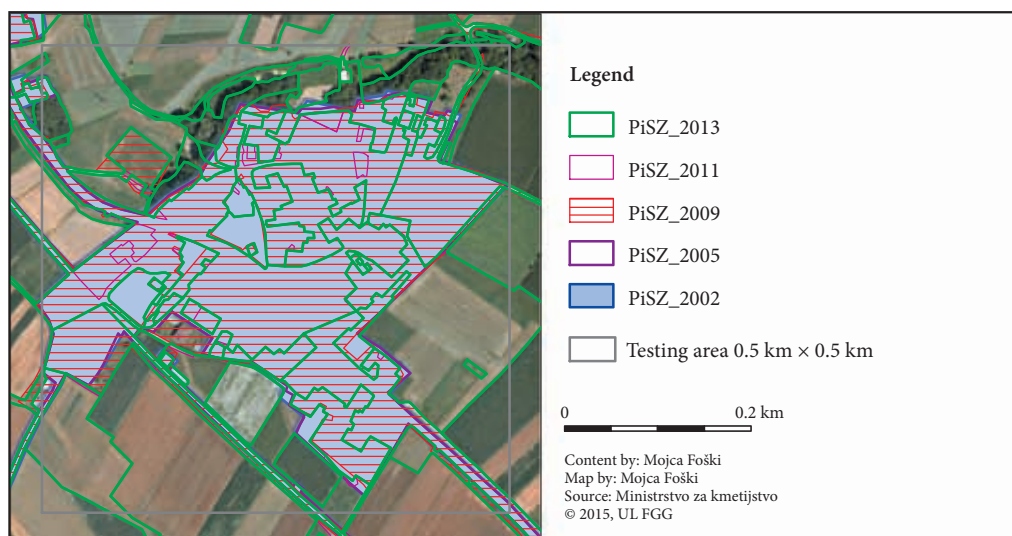 Legend
PiSZ_2013
PiSZ_2011
PiSZ_2009
PiSZ_2005
PiSZ_2002
Testing area 0.5 km × 0.5 km
0 0.2 km
Content by: Mojca Foški
Map by: Mojca Foški
Source: Ministrstvo za kmetijstvo
© 2015, UL FGG